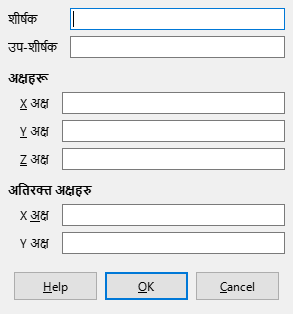 शीर्षक
उप-शीर्षक
अक्षहरू
X अक्ष
Y अक्ष
Z अक्ष
अतिरक्त अक्षहरु
X अक्ष
Y अक्ष
Help OK Cancel